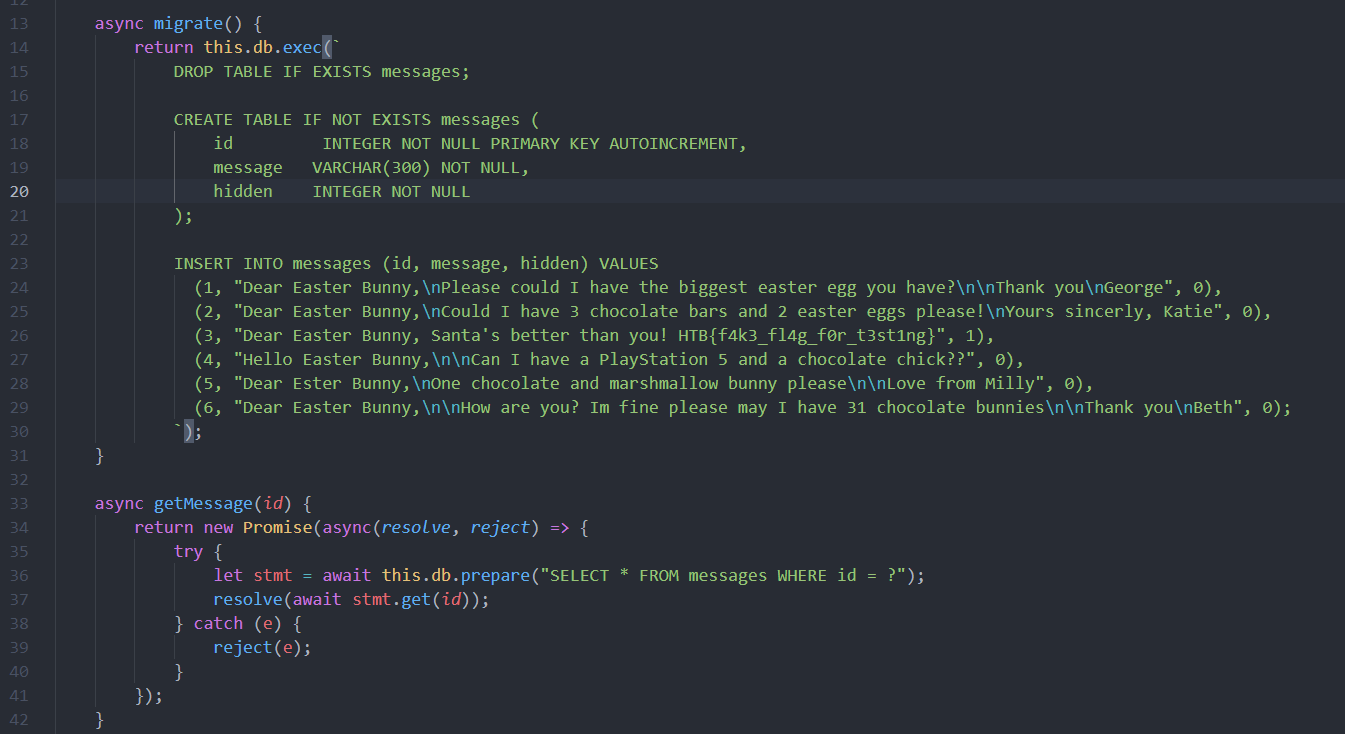 12
13 async migrate() {
14 return this.db.exec(`
15 DROP TABLE IF EXISTS messages;
16
17 CREATE TABLE IF NOT EXISTS messages (
18 id INTEGER NOT NULL PRIMARY KEY AUTOINCREMENT,
19 message VARCHAR(300) NOT NULL,
20 hidden INTEGER NOT NULL
21 );
22
23 INSERT INTO messages (id, message, hidden) VALUES
24 (1, "Dear Easter Bunny,\nPlease could I have the biggest easter egg you have?\n\nThank you\nGeorge", 0),
25 (2, "Dear Easter Bunny,\nCould I have 3 chocolate bars and 2 easter eggs please!\nYours sincerly, Katie", 0),
26 (3, "Dear Easter Bunny, Santa's better than you! HTB{f4k3_fl4g_f0r_t3st1ng}", 1),
27 (4, "Hello Easter Bunny,\n\nCan I have a PlayStation 5 and a chocolate chick??", 0),
28 (5, "Dear Ester Bunny,\nOne chocolate and marshmallow bunny please\n\nLove from Milly", 0),
29 (6, "Dear Easter Bunny,\n\nHow are you? Im fine please may I have 31 chocolate bunnies\n\nThank you\nBeth", 0);
30 `);
31 }
32
33 async getMessage(id) {
34 return new Promise(async(resolve, reject) => {
35 try {
36 let stmt = await this.db.prepare("SELECT * FROM messages WHERE id = ?");
37 resolve(await stmt.get(id));
38 } catch (e) {
39 reject(e);
40 }
41 });
42 }